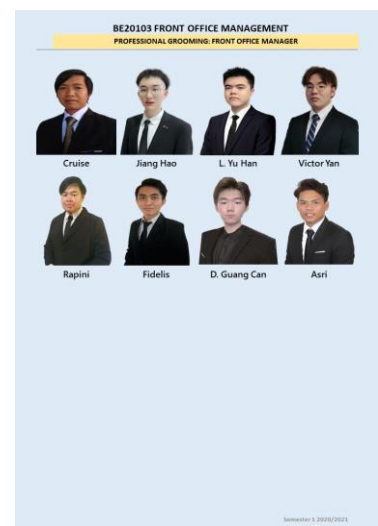 BE20103 FRONT OFFICE MANAGEMENT
PROFESSIONAL GROOMING: FRONT OFFICE MANAGER
Cruise Jiang Hao L. Yu Han Victor Yan
Rapini Fidelis D. Guang Can Asri
Semester 1 2020/2021